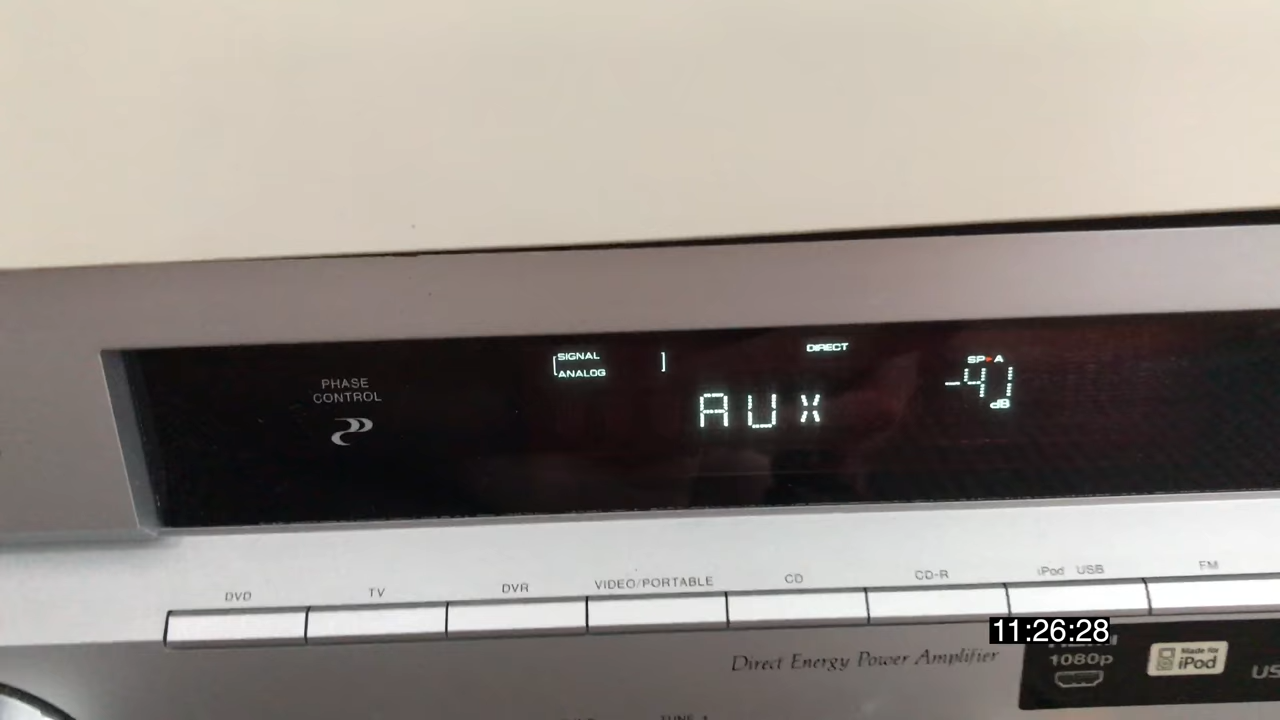 PHASE
CONTROL
SIGNAL
ANALOG
DIRECT
SP▶A
-41
dB
AUX
DVD
TV
DVR
VIDEO/PORTABLE
CD
CD-R
iPod USB
FM
11:26:28
Direct Energy Power Amplifier
1080p
Made for
iPod
US